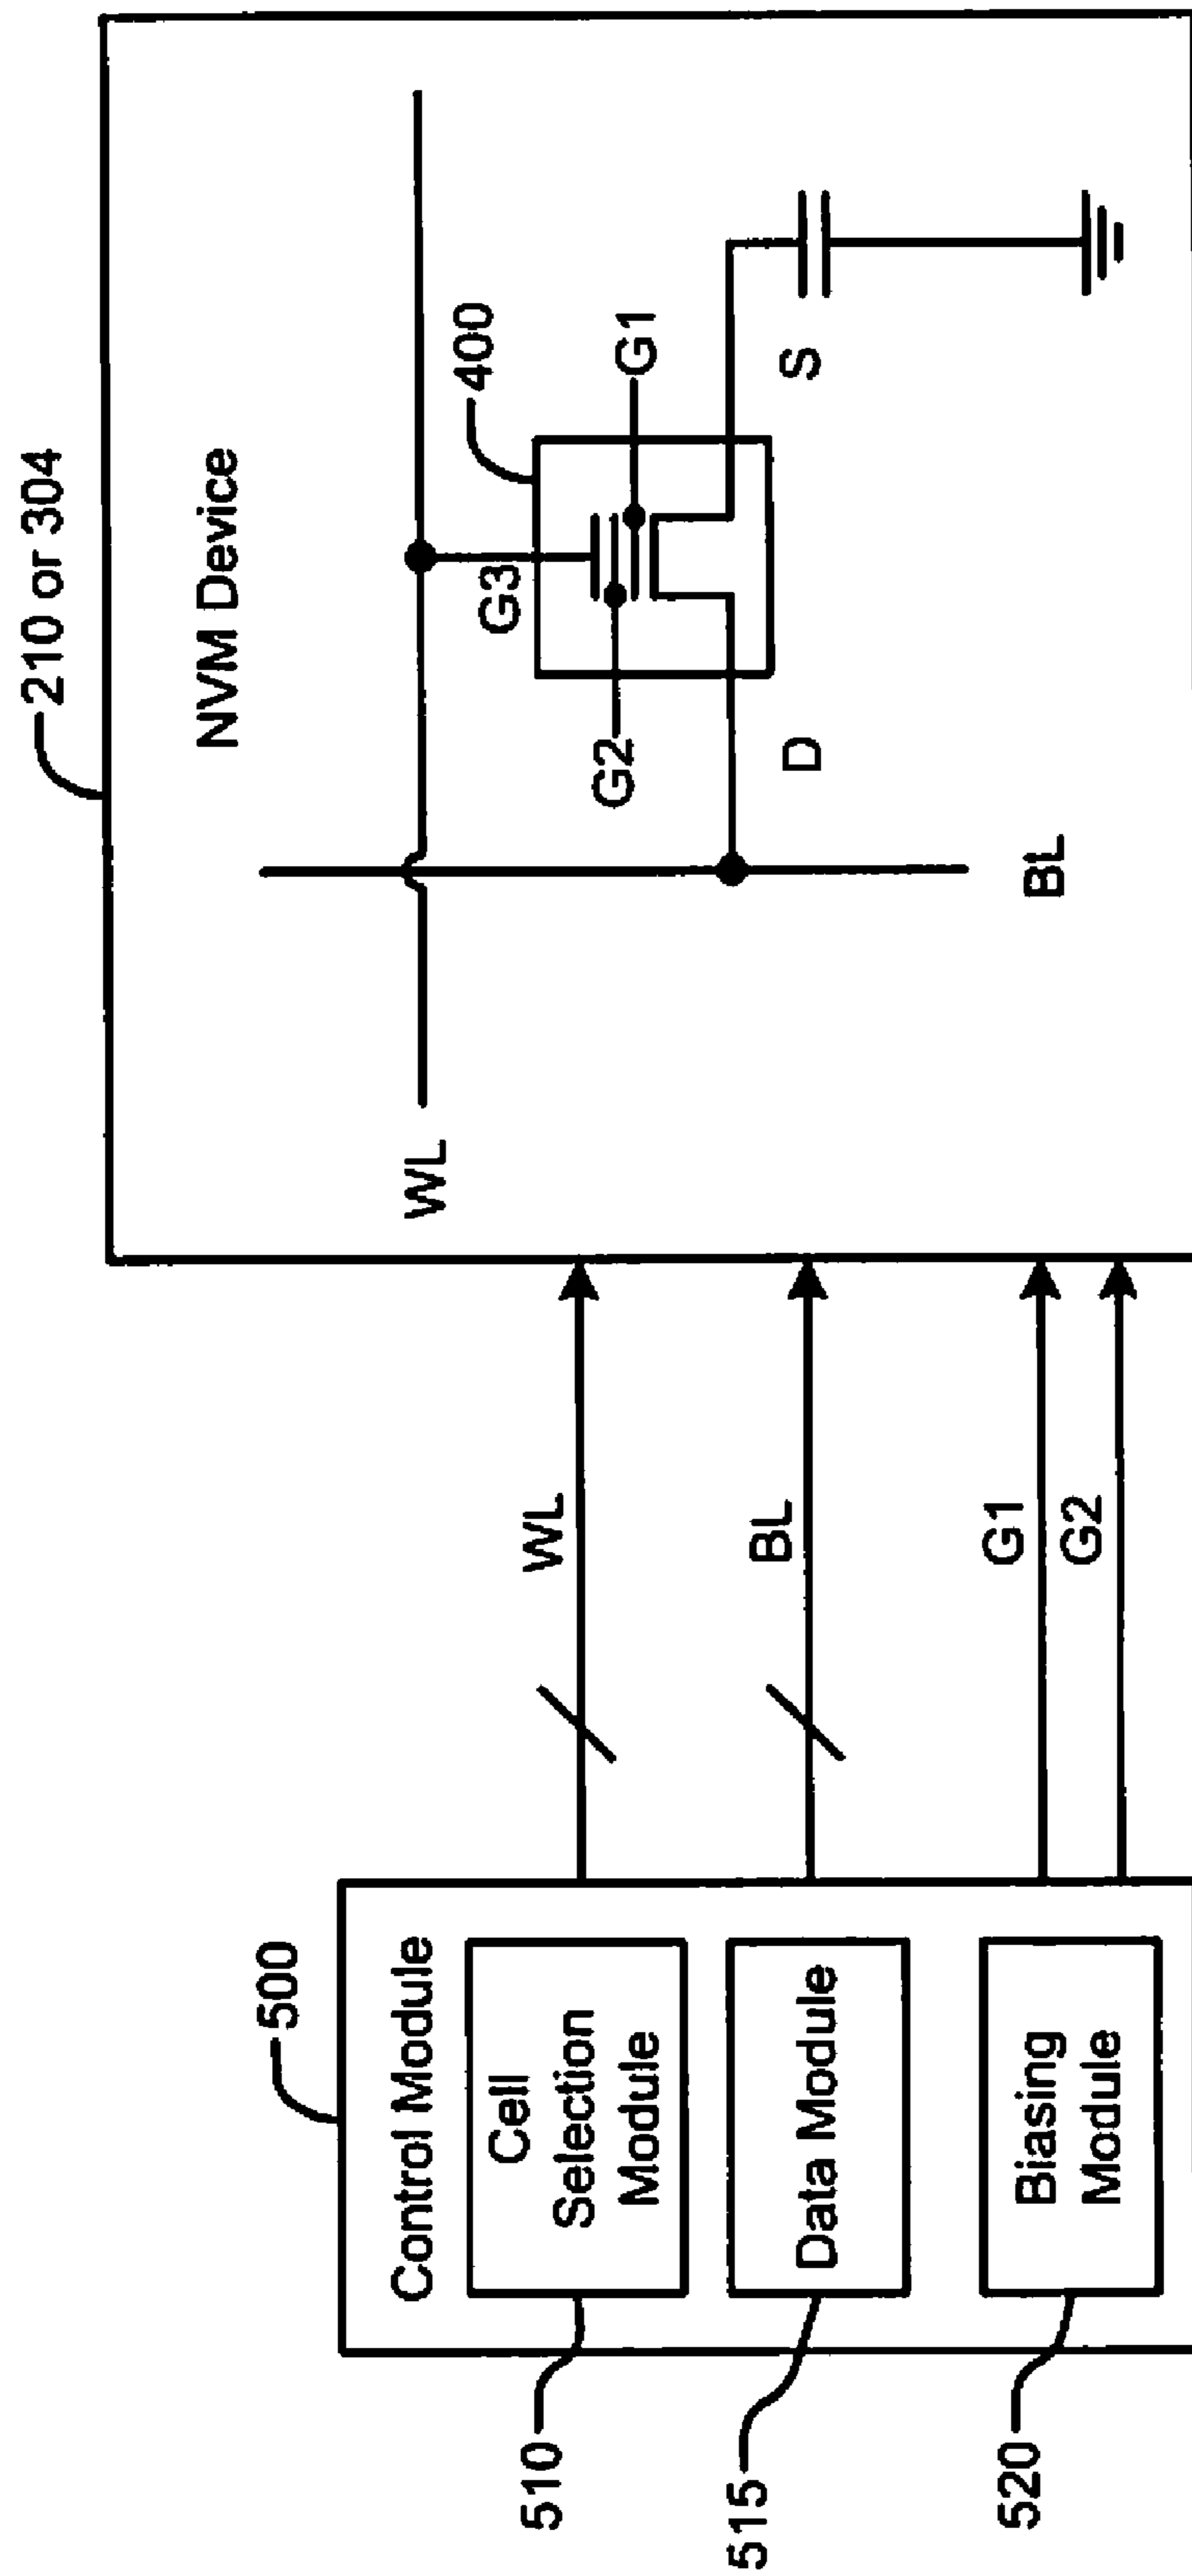 210 or 304
NVM Device
400
G3
G1
G2
S
D
WL
BL
WL
BL
G1
G2
500
Control Module
510
Cell
Selection
Module
515
Data Module
520
Biasing
Module